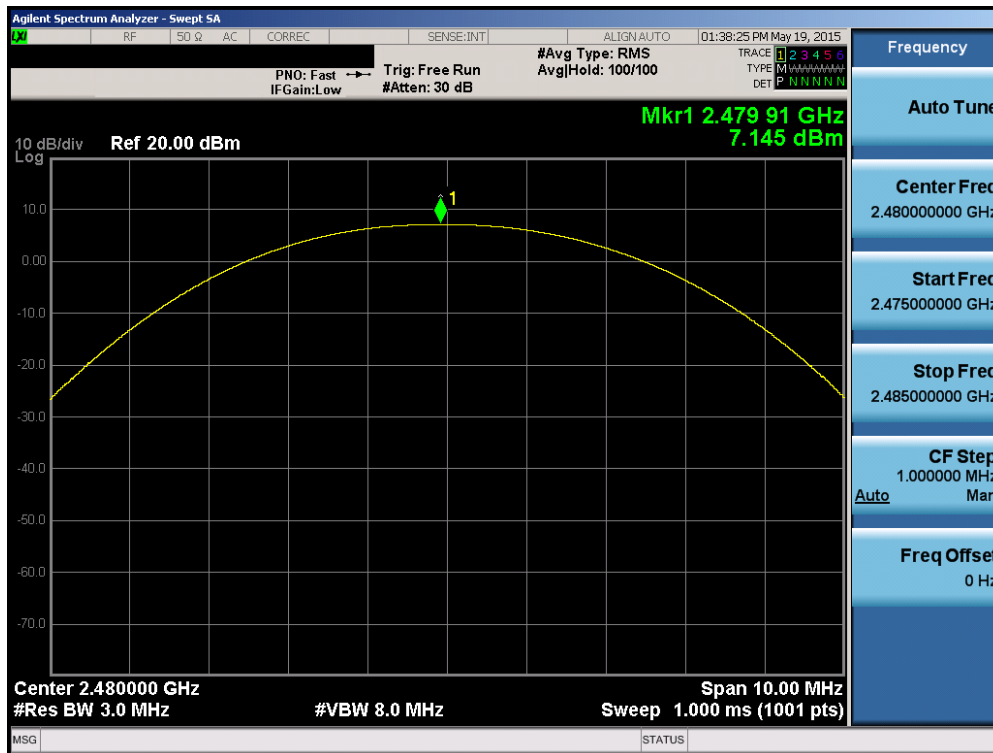 Agilent Spectrum Analyzer - Swept SA
LXI RF 50 Ω AC CORREC SENSE:INT ALIGN AUTO 01:38:25 PM May 19, 2015
Frequency
PNO: Fast
IFGain:Low
Trig: Free Run
#Atten: 30 dB
#Avg Type: RMS
Avg|Hold: 100/100
TRACE 1 2 3 4 5 6
TYPE M
DET P N N N N N
Auto Tune
Mkr1 2.479 91 GHz
7.145 dBm
10 dB/div Ref 20.00 dBm
Log
1
10.0
0.00
-10.0
-20.0
-30.0
-40.0
-50.0
-60.0
-70.0
Center Freq
2.480000000 GHz
Start Freq
2.475000000 GHz
Stop Freq
2.485000000 GHz
CF Step
1.000000 MHz
Auto Man
Freq Offset
0 Hz
Center 2.480000 GHz Span 10.00 MHz
#Res BW 3.0 MHz #VBW 8.0 MHz Sweep 1.000 ms (1001 pts)
MSG STATUS